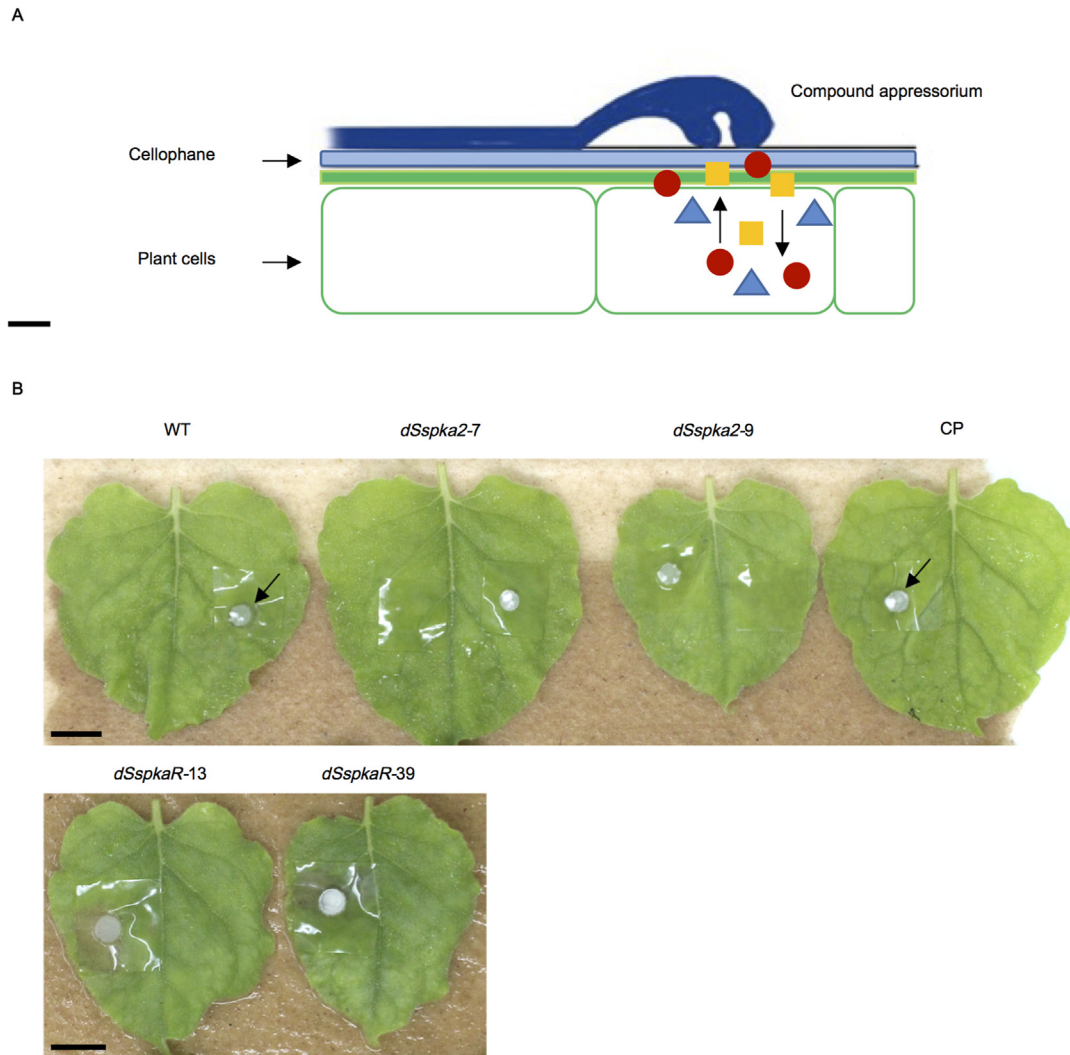 A
Compound appressorium
Cellophane
Plant cells
B
WT dSspka2-7 dSspka2-9 CP
dSspkaR-13 dSspkaR-39